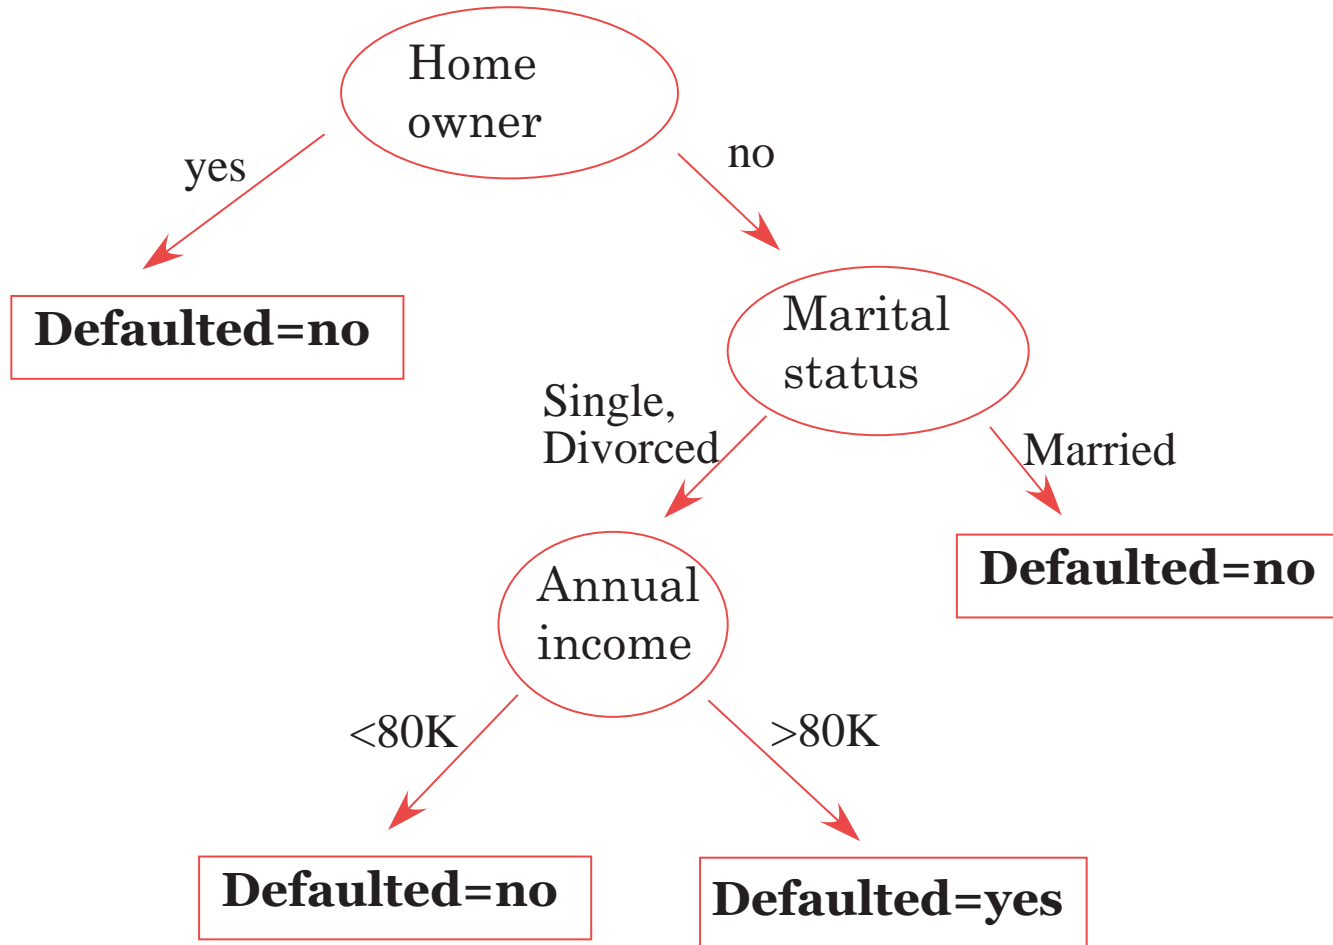 Home
owner
yes
no
Defaulted=no
Marital
status
Single,
Divorced
Married
Annual
income
Defaulted=no
<80K
>80K
Defaulted=no
Defaulted=yes